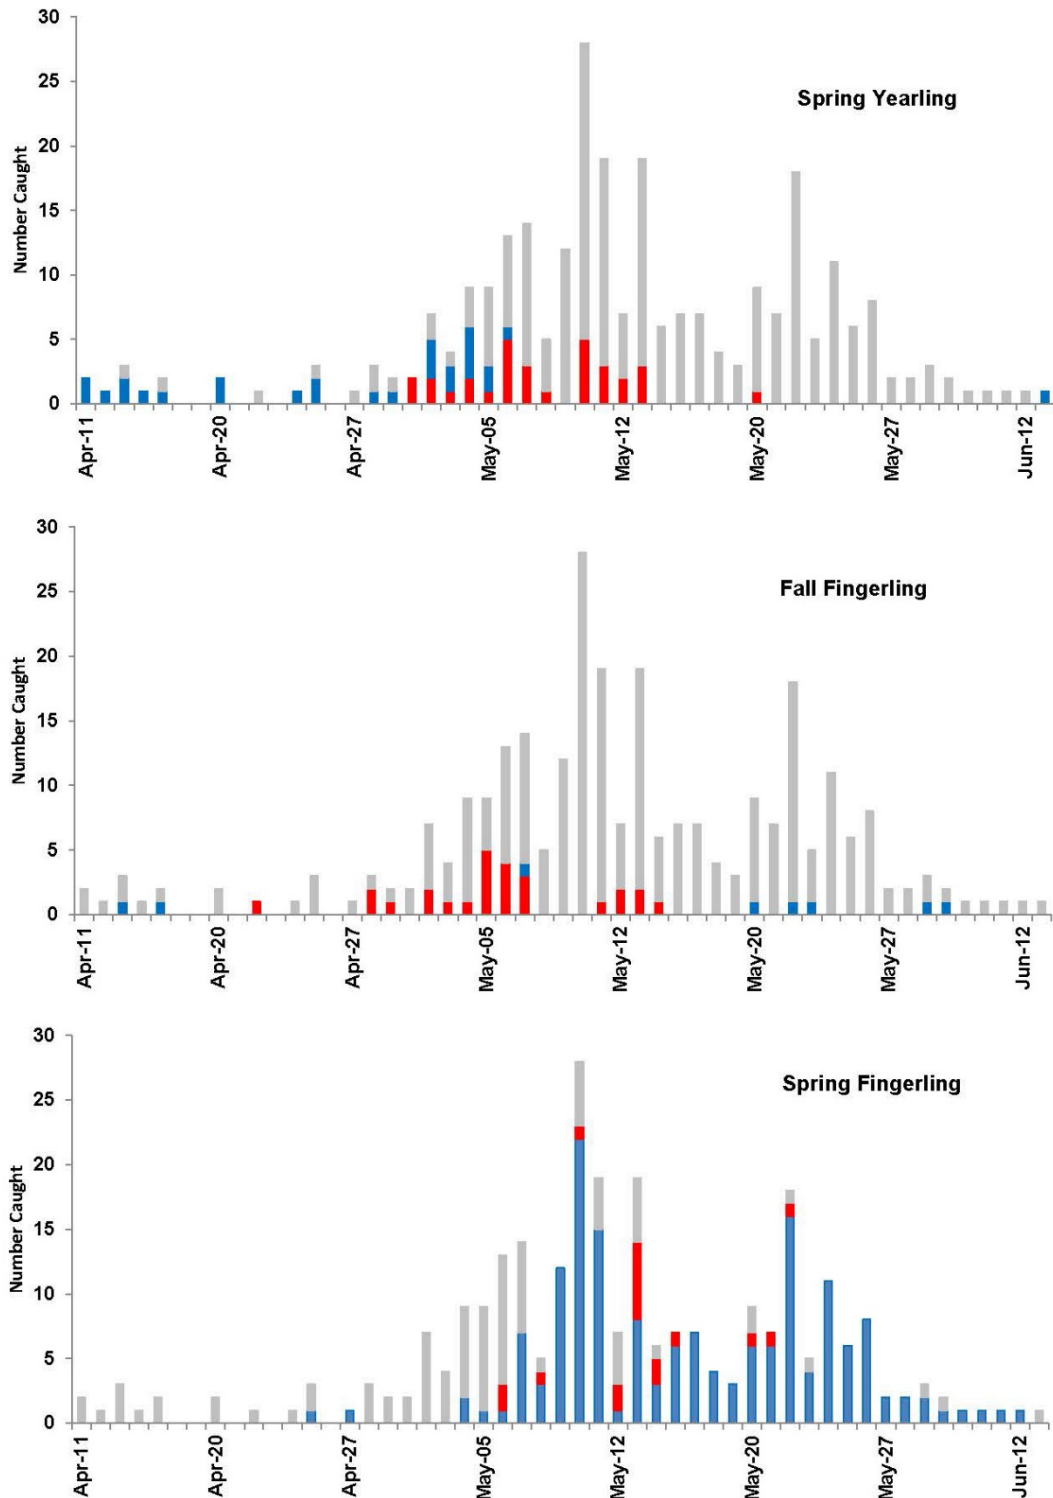 Spring Yearling
Number Caught
30
25
20
15
10
5
0
Apr-11
Apr-20
Apr-27
May-05
May-12
May-20
May-27
Jun-12
Fall Fingerling
Number Caught
30
25
20
15
10
5
0
Apr-11
Apr-20
Apr-27
May-05
May-12
May-20
May-27
Jun-12
Spring Fingerling
Number Caught
30
25
20
15
10
5
0
Apr-11
Apr-20
Apr-27
May-05
May-12
May-20
May-27
Jun-12